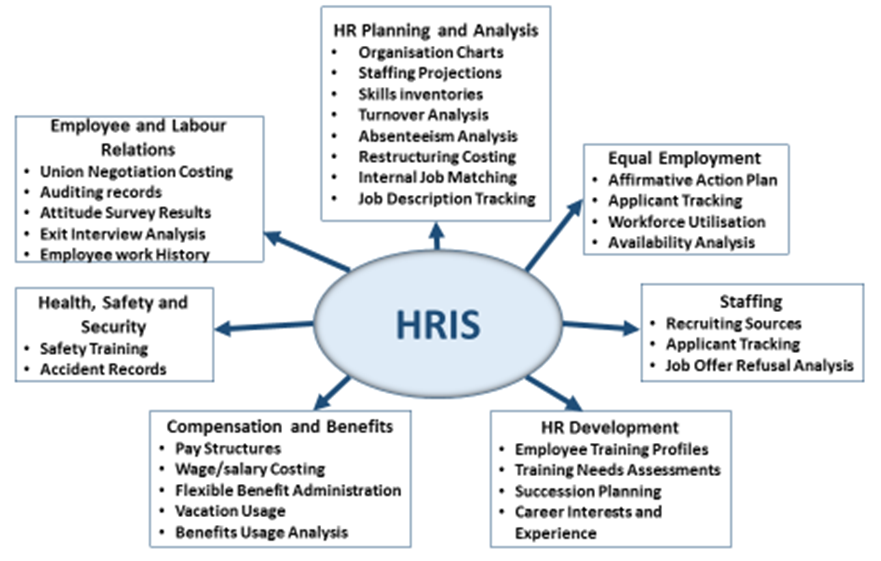 HR Planning and Analysis
• Organisation Charts
• Staffing Projections
• Skills inventories
• Turnover Analysis
• Absenteeism Analysis
• Restructuring Costing
• Internal Job Matching
• Job Description Tracking
Employee and Labour
Relations
• Union Negotiation Costing
• Auditing records
• Attitude Survey Results
• Exit Interview Analysis
• Employee work History
Equal Employment
• Affirmative Action Plan
• Applicant Tracking
• Workforce Utilisation
• Availability Analysis
HRIS
Health, Safety and
Security
• Safety Training
• Accident Records
Staffing
• Recruiting Sources
• Applicant Tracking
• Job Offer Refusal Analysis
Compensation and Benefits
• Pay Structures
• Wage/salary Costing
• Flexible Benefit Administration
• Vacation Usage
• Benefits Usage Analysis
HR Development
• Employee Training Profiles
• Training Needs Assessments
• Succession Planning
• Career Interests and
Experience